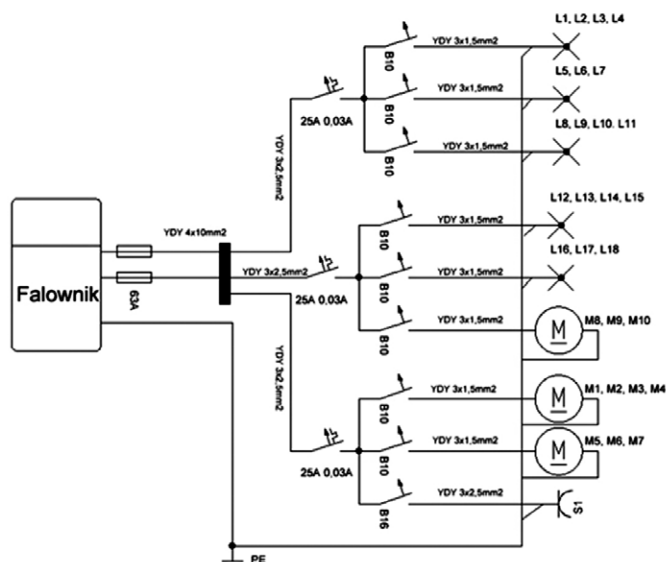 L1, L2, L3, L4
YDY 3x1,5mm2
B10
L5, L6, L7
YDY 3x1,5mm2
B10
25A 0,03A
L8, L9, L10. L11
YDY 3x1,5mm2
B10
YDY 3x2,5mm2
L12, L13, L14, L15
YDY 3x1,5mm2
B10
YDY 4x10mm2
L16, L17, L18
YDY 3x2,5mm2
YDY 3x1,5mm2
B10
Falownik
63A
25A 0,03A
M8, M9, M10
YDY 3x1,5mm2
M
B10
YDY 3x2,5mm2
M1, M2, M3, M4
YDY 3x1,5mm2
M
B10
M5, M6, M7
YDY 3x1,5mm2
M
B10
25A 0,03A
YDY 3x2,5mm2
S1
B16
PE